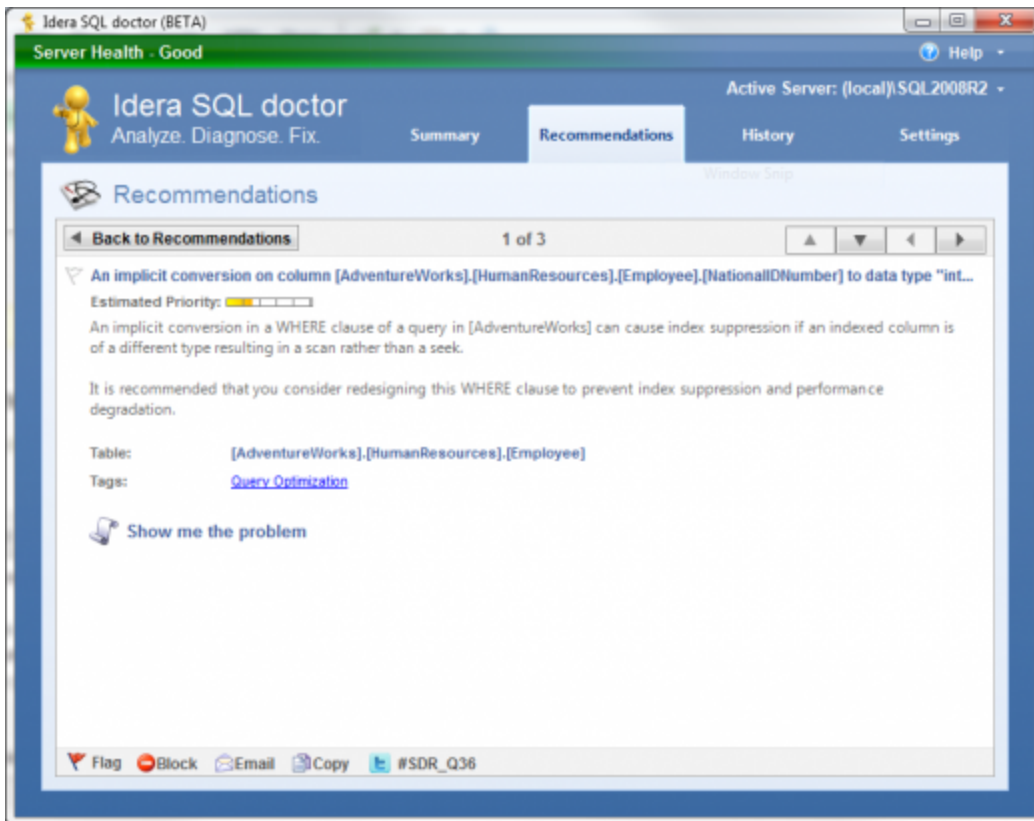 Idera SQL doctor (BETA)
Server Health - Good
Help
Active Server: (local)\SQL2008R2
Idera SQL doctor
Analyze. Diagnose. Fix.
Summary
Recommendations
History
Settings
Window Snip
Recommendations
Back to Recommendations
1 of 3
An implicit conversion on column [AdventureWorks].[HumanResources].[Employee].[NationalIDNumber] to data type "int...
Estimated Priority:
An implicit conversion in a WHERE clause of a query in [AdventureWorks] can cause index suppression if an indexed column is
of a different type resulting in a scan rather than a seek.
It is recommended that you consider redesigning this WHERE clause to prevent index suppression and performance
degradation.
Table: [AdventureWorks].[HumanResources].[Employee]
Tags: Query Optimization
Show me the problem
Flag Block Email Copy #SDR_Q36